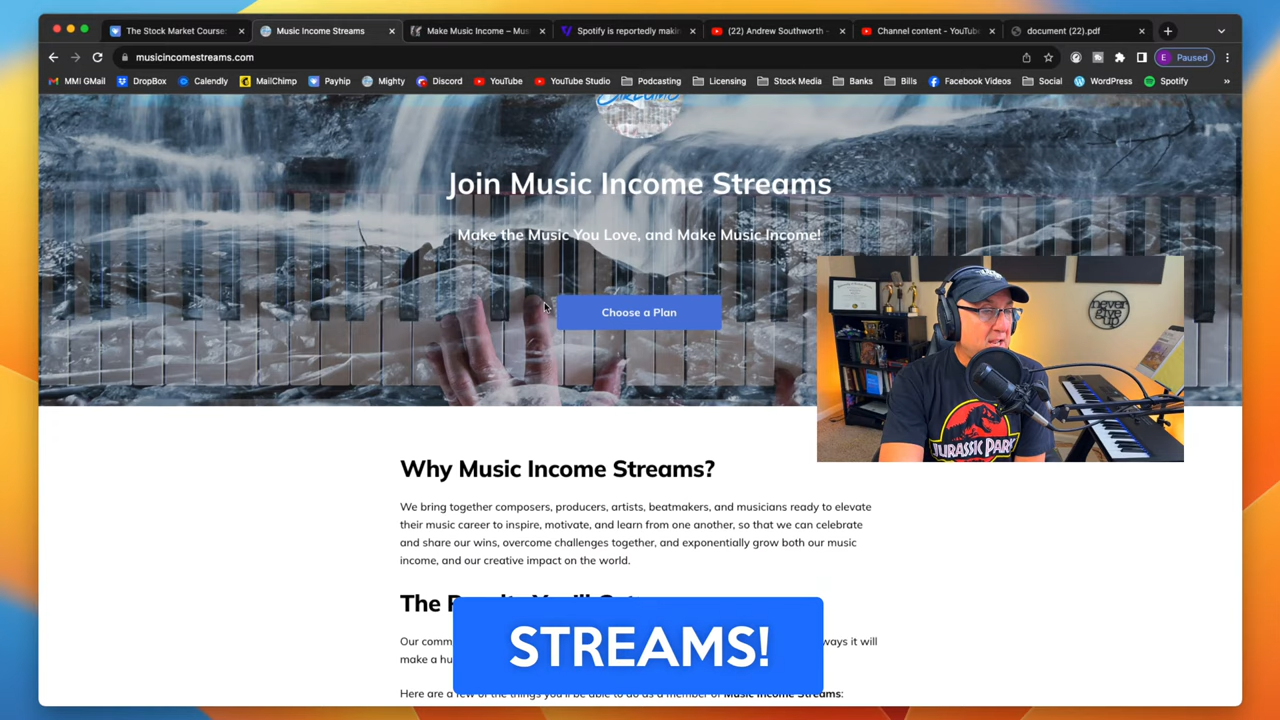 The Stock Market Course:
Music Income Streams
Make Music Income – Mus
Spotify is reportedly makin
(22) Andrew Southworth -
Channel content - YouTube
document (22).pdf
musicincomestreams.com
E Paused
MMI GMail
DropBox
Calendly
MailChimp
Payhip
Mighty
Discord
YouTube
YouTube Studio
Podcasting
Licensing
Stock Media
Banks
Bills
Facebook Videos
Social
WordPress
Spotify
Join Music Income Streams
Make the Music You Love, and Make Music Income!
Choose a Plan
never
give
up
JURASSIC PARK
Why Music Income Streams?
We bring together composers, producers, artists, beatmakers, and musicians ready to elevate
their music career to inspire, motivate, and learn from one another, so that we can celebrate
and share our wins, overcome challenges together, and exponentially grow both our music
income, and our creative impact on the world.
The
STREAMS!
Our ways it will
make a
Here are a few of the things you'll be able to do as a member of Music Income Streams: